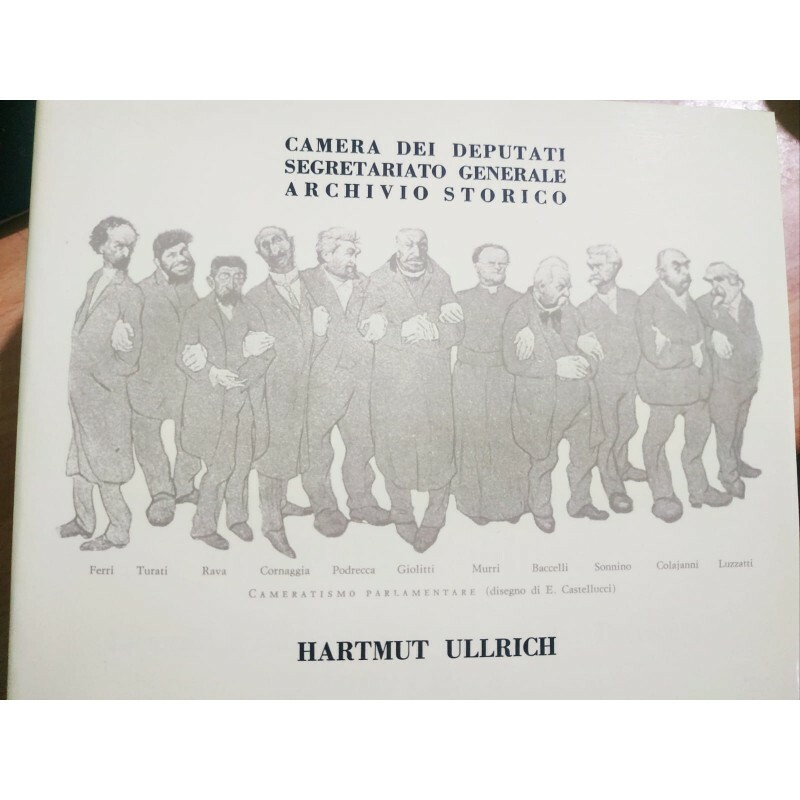 CAMERA DEI DEPUTATI
SEGRETARIATO GENERALE
ARCHIVIO STORICO
Ferri Turati Rava Cornaggia Podrecca Giolitti Murri Baccelli Sonnino Colajanni Luzzatti
CAMERATISMO PARLAMENTARE (disegno di E. Castellucci)
HARTMUT ULLRICH